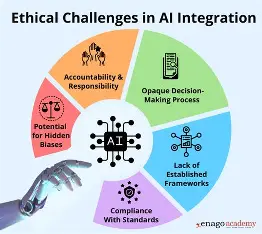 Ethical Challenges in AI Integration
Accountability &
Responsibility
Opaque Decision-
Making Process
Potential
for Hidden
Biases
AI
Lack of
Established
Frameworks
Compliance
With Standards
enago academy